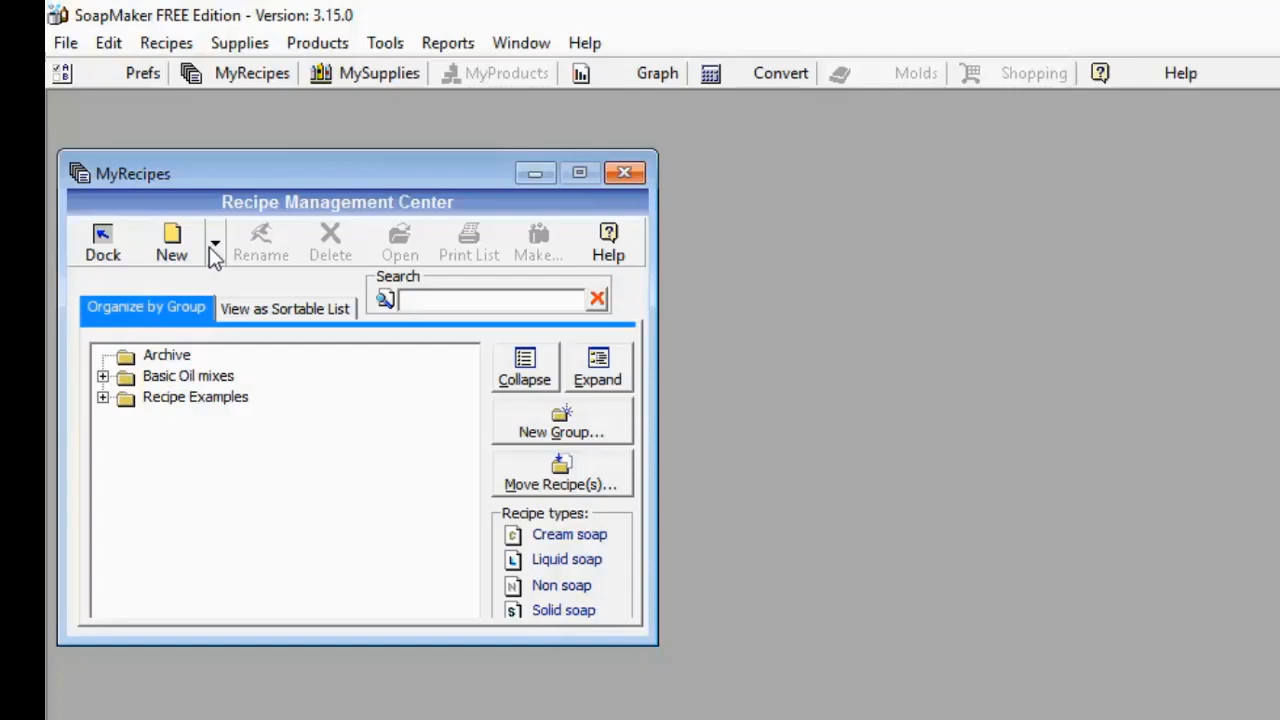 SoapMaker FREE Edition - Version: 3.15.0
File Edit Recipes Supplies Products Tools Reports Window Help
Prefs MyRecipes MySupplies MyProducts Graph Convert Molds Shopping Help
MyRecipes
Recipe Management Center
Dock New Rename Delete Open Print List Make... Help
Search
Organize by Group View as Sortable List
Archive
Basic Oil mixes
Recipe Examples
Collapse Expand
New Group...
Move Recipe(s)...
Recipe types:
C Cream soap
L Liquid soap
N Non soap
S Solid soap